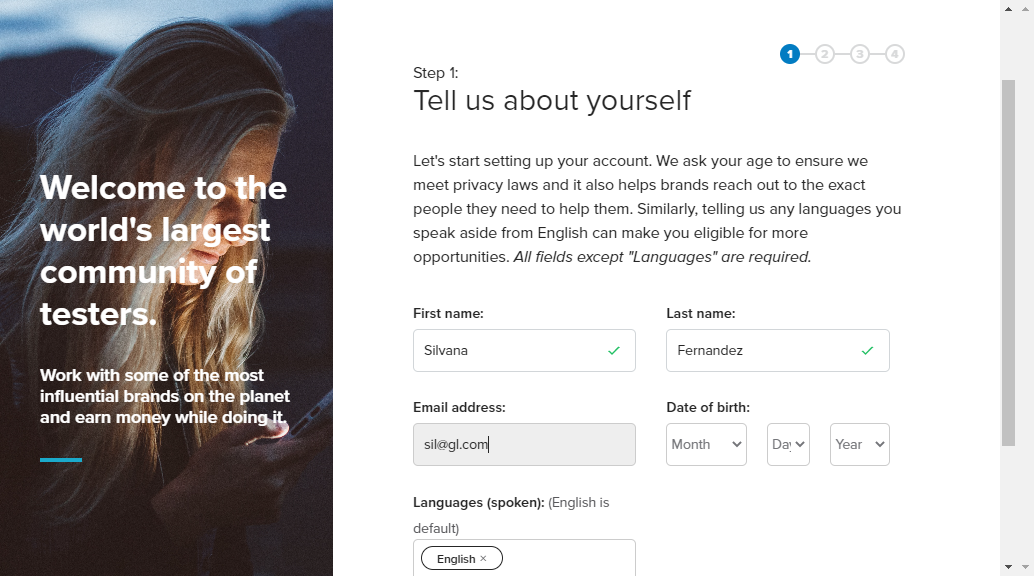 Welcome to the
world's largest
community of
testers.
Work with some of the most
influential brands on the planet
and earn money while doing it.
1 2 3 4
Step 1:
Tell us about yourself
Let's start setting up your account. We ask your age to ensure we
meet privacy laws and it also helps brands reach out to the exact
people they need to help them. Similarly, telling us any languages you
speak aside from English can make you eligible for more
opportunities. All fields except "Languages" are required.
First name:
Last name:
Silvana
Fernandez
Email address:
Date of birth:
sil@gl.com
Month
Day
Year
Languages (spoken): (English is
default)
English ×